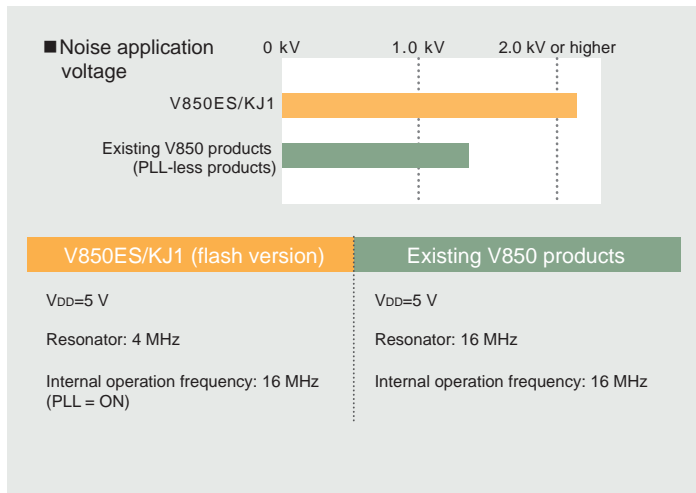 ■Noise application voltage
0 kV 1.0 kV 2.0 kV or higher
V850ES/KJ1
Existing V850 products
(PLL-less products)
V850ES/KJ1 (flash version)
VDD=5 V
Resonator: 4 MHz
Internal operation frequency: 16 MHz
(PLL = ON)
Existing V850 products
VDD=5 V
Resonator: 16 MHz
Internal operation frequency: 16 MHz